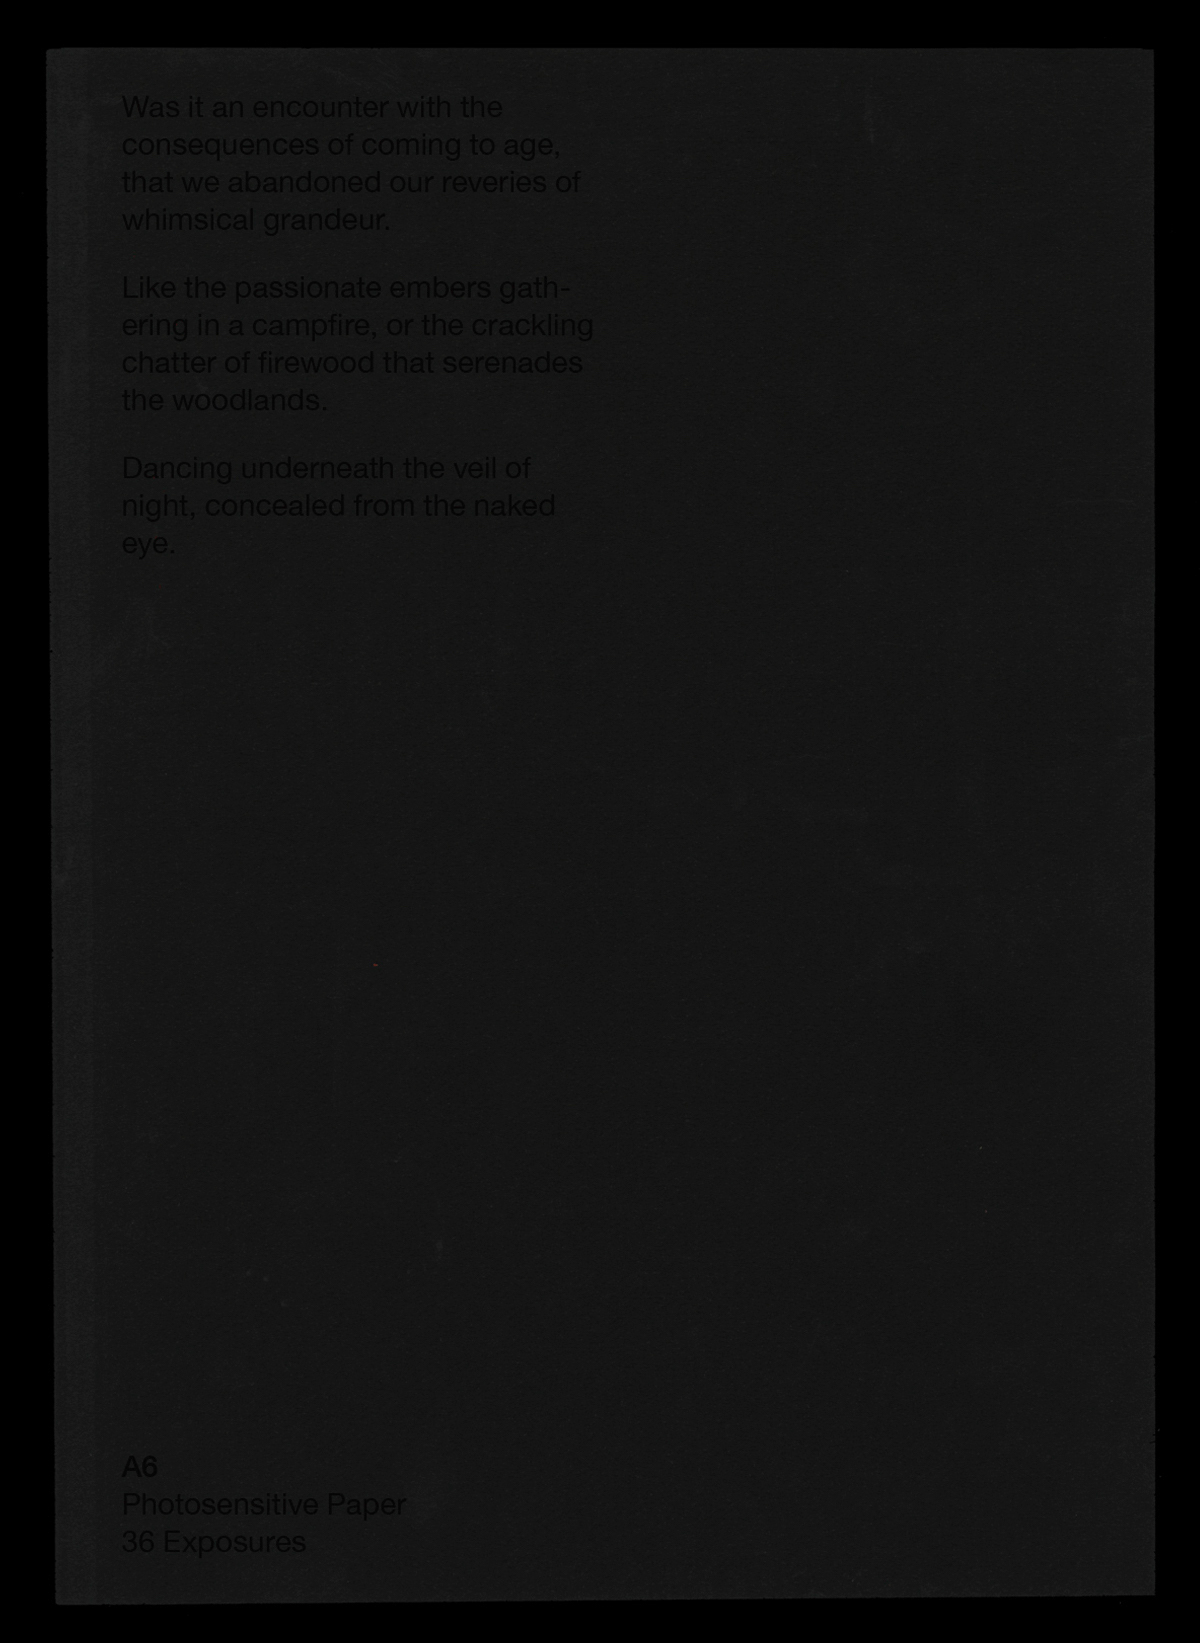 Was it an encounter with the
consequences of coming to age,
that we abandoned our reveries of
whimsical grandeur.
Like the passionate embers gath-
ering in a campfire, or the crackling
chatter of firewood that serenades
the woodlands.
Dancing underneath the veil of
night, concealed from the naked
eye.
A6
Photosensitive Paper
36 Exposures